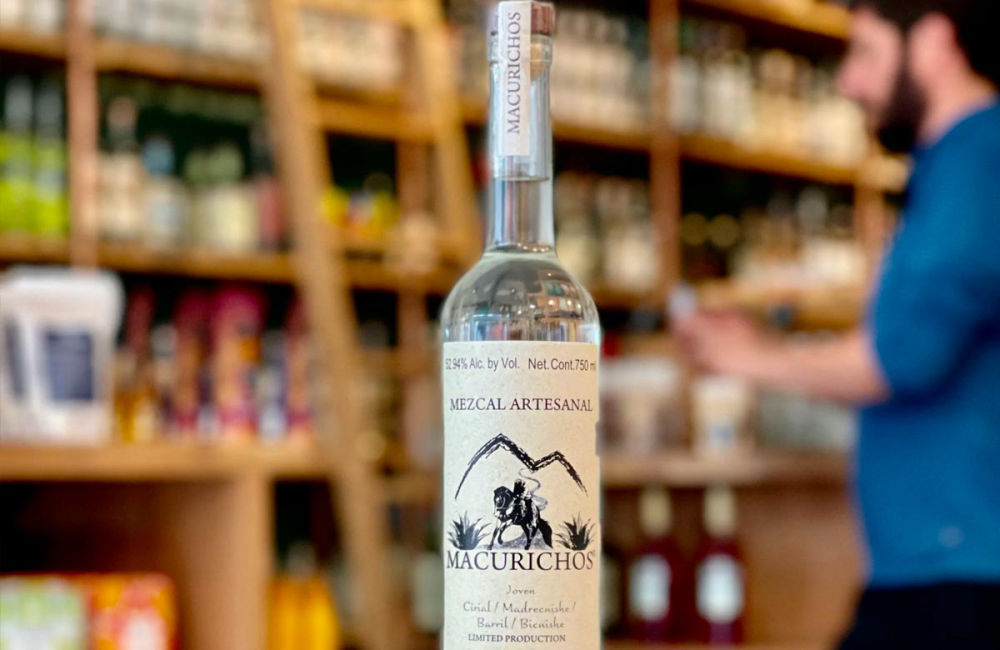 MACURICHOS
52.94% Alc. by Vol. Net.Cont.750 ml
MEZCAL ARTESANAL
MACURICHOS
Joven
Cirial / Madrecuishe /
Barril / Bicuishe
LIMITED PRODUCTION